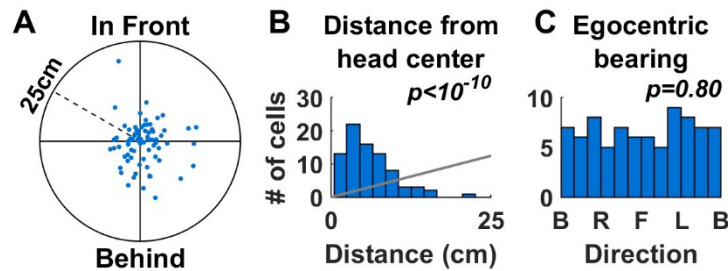 A
In Front
25cm
Behind
B
Distance from
head center
p<10^-10
# of cells
30
20
10
0
0
25
Distance (cm)
C
Egocentric
bearing
p=0.80
10
5
0
B R F L B
Direction